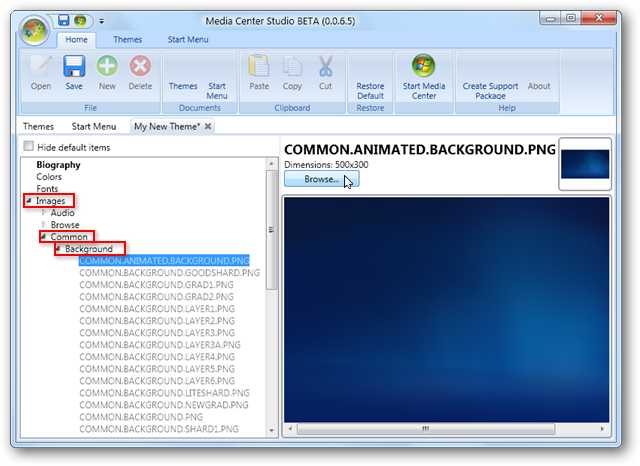 Media Center Studio BETA (0.0.6.5)
Home Themes Start Menu
Open Save New Delete Themes Start Menu Paste Copy Cut Restore Default Start Media Center Create Support Package About
File Documents Clipboard Restore Help
Themes Start Menu My New Theme*
Hide default items
Biography
Colors
Fonts
Images
Audio
Browse
Common
Background
COMMON.ANIMATED.BACKGROUND.PNG
COMMON.BACKGROUND.GOODSHARD.PNG
COMMON.BACKGROUND.GRAD1.PNG
COMMON.BACKGROUND.GRAD2.PNG
COMMON.BACKGROUND.LAYER1.PNG
COMMON.BACKGROUND.LAYER2.PNG
COMMON.BACKGROUND.LAYER3.PNG
COMMON.BACKGROUND.LAYER3A.PNG
COMMON.BACKGROUND.LAYER4.PNG
COMMON.BACKGROUND.LAYER5.PNG
COMMON.BACKGROUND.LAYER6.PNG
COMMON.BACKGROUND.LITESHARD.PNG
COMMON.BACKGROUND.NEWGRAD.PNG
COMMON.BACKGROUND.PNG
COMMON.BACKGROUND.SHARD1.PNG
COMMON.ANIMATED.BACKGROUND.PNG
Dimensions: 500x300
Browse...